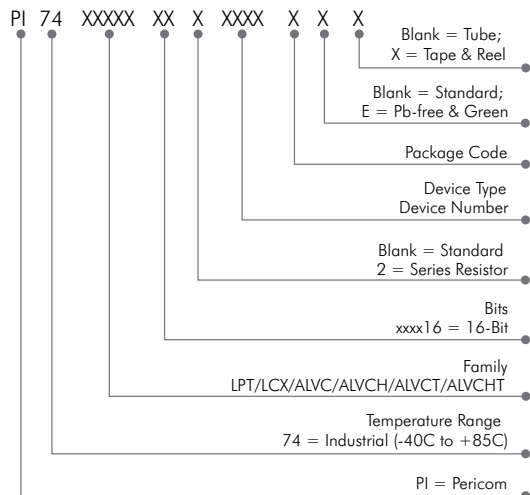 PI 74 XXXXX XX X XXXX X X X
Blank = Tube;
X = Tape & Reel
Blank = Standard;
E = Pb-free & Green
Package Code
Device Type
Device Number
Blank = Standard
2 = Series Resistor
Bits
xxxx16 = 16-Bit
Family
LPT/LCX/ALVC/ALVCH/ALVCT/ALVCHT
Temperature Range
74 = Industrial (-40C to +85C)
PI = Pericom